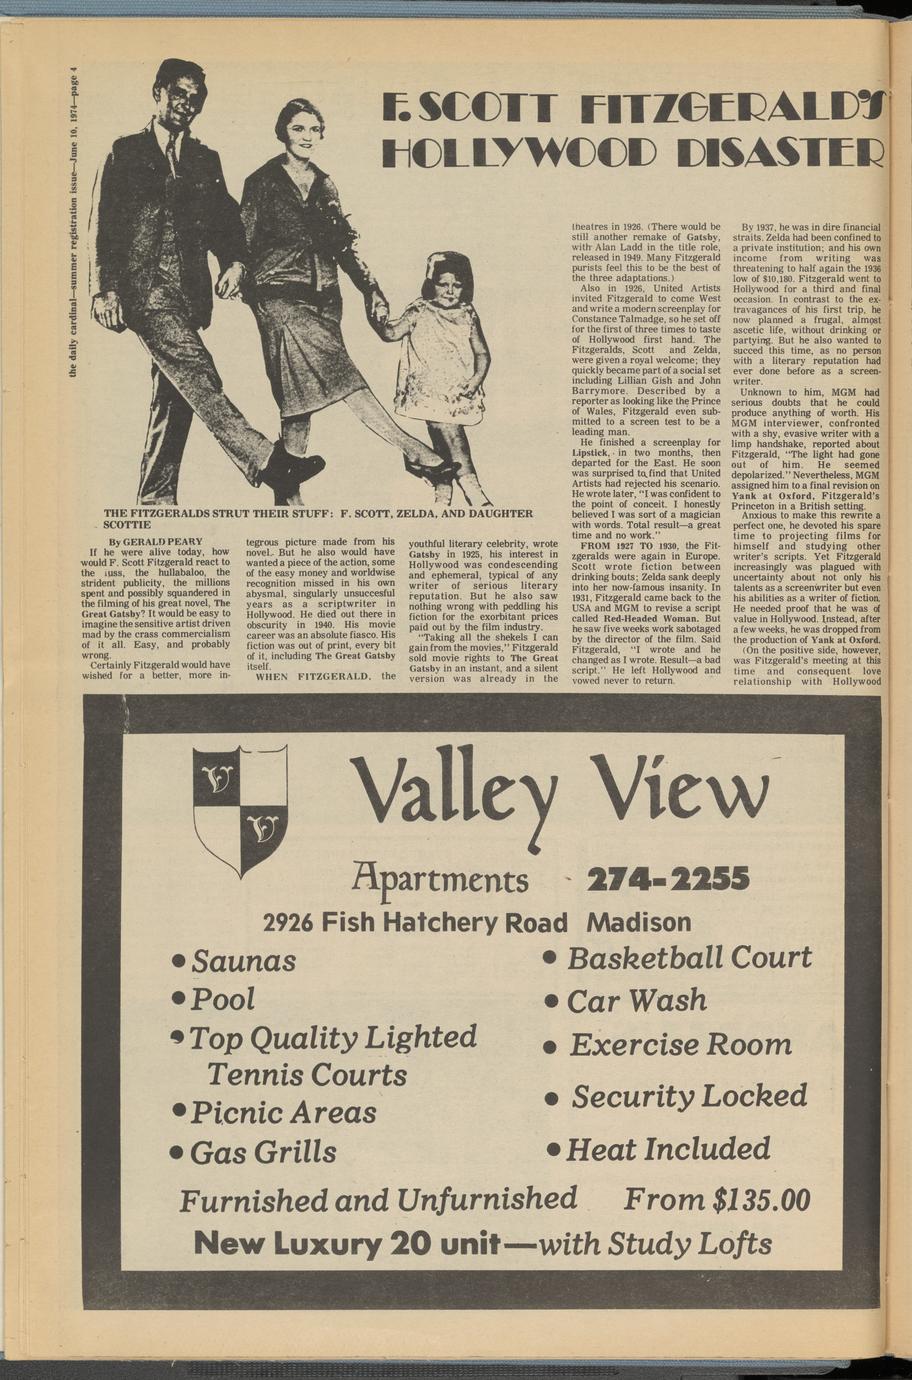 the daily cardinal—summer registration issue—June 10, 1974—page 4
F. SCOTT FITZGERALD'S
HOLLYWOOD DISASTER
THE FITZGERALDS STRUT THEIR STUFF: F. SCOTT, ZELDA, AND DAUGHTER
SCOTTIE
By GERALD PEARY
If he were alive today, how
would F. Scott Fitzgerald react to
the fuss, the hullabaloo, the
strident publicity, the millions
spent and possibly squandered in
the filming of his great novel, The
Great Gatsby? It would be easy to
imagine the sensitive artist driven
mad by the crass commercialism
of it all. Easy, and probably
wrong.
Certainly Fitzgerald would have
wished for a better, more in-
tegrous picture made from his
novel. But he also would have
wanted a piece of the action, some
of the easy money and worldwise
recognition missed in his own
abysmal, singularly unsuccesful
years as a scriptwriter in
Hollywood. He died out there in
obscurity in 1940. His movie
career was an absolute fiasco. His
fiction was out of print, every bit
of it, including The Great Gatsby
itself.
WHEN FITZGERALD, the
youthful literary celebrity, wrote
Gatsby in 1925, his interest in
Hollywood was condescending
and ephemeral, typical of any
writer of serious literary
reputation. But he also saw
nothing wrong with peddling his
fiction for the exorbitant prices
paid out by the film industry.
"Taking all the shekels I can
gain from the movies," Fitzgerald
sold movie rights to The Great
Gatsby in an instant, and a silent
version was already in the
theatres in 1926. (There would be
still another remake of Gatsby,
with Alan Ladd in the title role,
released in 1949. Many Fitzgerald
purists feel this to be the best of
the three adaptations.)
Also in 1926, United Artists
invited Fitzgerald to come West
and write a modern screenplay for
Constance Talmadge, so he set off
for the first of three times to taste
of Hollywood first hand. The
Fitzgeralds, Scott and Zelda,
were given a royal welcome; they
quickly became part of a social set
including Lillian Gish and John
Barrymore. Described by a
reporter as looking like the Prince
of Wales, Fitzgerald even sub-
mitted to a screen test to be a
leading man.
He finished a screenplay for
Lipstick, in two months, then
departed for the East. He soon
was surprised to find that United
Artists had rejected his scenario.
He wrote later, "I was confident to
the point of conceit. I honestly
believed I was sort of a magician
with words. Total result—a great
time and no work."
FROM 1927 TO 1930, the Fit-
zgeralds were again in Europe.
Scott wrote fiction between
drinking bouts; Zelda sank deeply
into her now-famous insanity. In
1931, Fitzgerald came back to the
USA and MGM to revise a script
called Red-Headed Woman. But
he saw five weeks work sabotaged
by the director of the film. Said
Fitzgerald, "I wrote and he
changed as I wrote. Result—a bad
script." He left Hollywood and
vowed never to return.
By 1937, he was in dire financial
straits. Zelda had been confined to
a private institution; and his own
income from writing was
threatening to half again the 1936
low of $10,180. Fitzgerald went to
Hollywood for a third and final
occasion. In contrast to the ex-
travagances of his first trip, he
now planned a frugal, almost
ascetic life, without drinking or
partying. But he also wanted to
succed this time, as no person
with a literary reputation had
ever done before as a screen-
writer.
Unknown to him, MGM had
serious doubts that he could
produce anything of worth. His
MGM interviewer, confronted
with a shy, evasive writer with a
limp handshake, reported about
Fitzgerald, "The light had gone
out of him. He seemed
depolarized." Nevertheless, MGM
assigned him to a final revision on
Yank at Oxford, Fitzgerald's
Princeton in a British setting.
Anxious to make this rewrite a
perfect one, he devoted his spare
time to projecting films for
himself and studying other
writer's scripts. Yet Fitzgerald
increasingly was plagued with
uncertainty about not only his
talents as a screenwriter but even
his abilities as a writer of fiction.
He needed proof that he was of
value in Hollywood. Instead, after
a few weeks, he was dropped from
the production of Yank at Oxford.
(On the positive side, however,
was Fitzgerald's meeting at this
time and consequent love
relationship with Hollywood
V
V
Valley View
Apartments 274-2255
2926 Fish Hatchery Road Madison
• Saunas
• Pool
• Top Quality Lighted
Tennis Courts
• Picnic Areas
• Gas Grills
• Basketball Court
• Car Wash
• Exercise Room
• Security Locked
• Heat Included
Furnished and Unfurnished From $135.00
New Luxury 20 unit—with Study Lofts